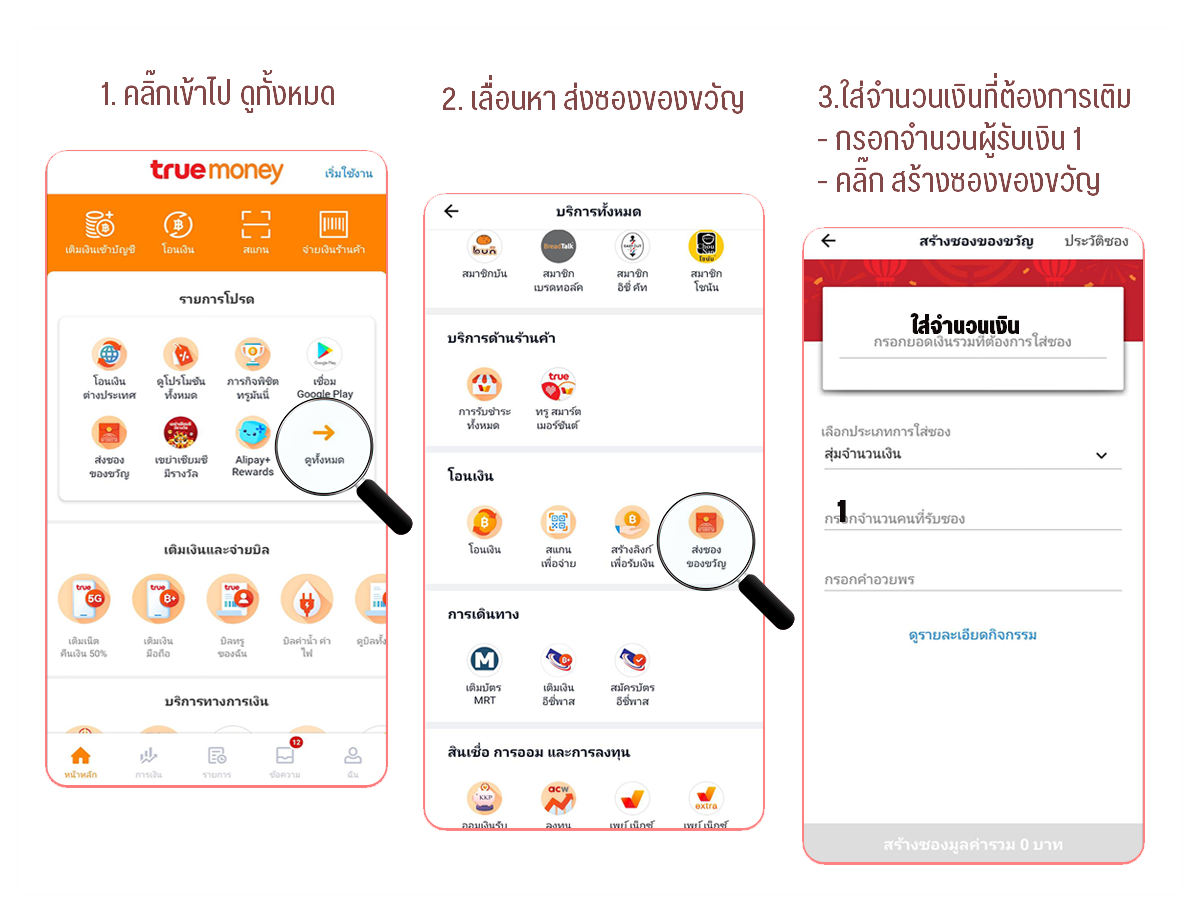 1. คลิ๊กเข้าไป ดูทั้งหมด
truemoney
เริ่มใช้งาน
เติมเงินเข้าบัญชี
โอนเงิน
สแกน
จ่ายเงินร้านค้า
รายการโปรด
โอนเงิน
ต่างประเทศ
ดูโปรโมชัน
ทั้งหมด
ภารกิจพิชิต
ทรูมันนี่
Google Play
เชื่อม
Google Play
ส่งซอง
ของขวัญ
เขย่าเซียมซี
มีรางวัล
Alipay+
Rewards
ดูทั้งหมด
เติมเงินและจ่ายบิล
true
5G
เติมเน็ต
คืนเงิน 50%
true
฿+
เติมเงิน
มือถือ
true
บิลทรู
ของฉัน
บิลค่าน้ำ ค่า
ไฟ
ดูบิลทั้ง
บริการทางการเงิน
หน้าหลัก
การเงิน
รายการ
12
ข้อความ
ฉัน
2. เลื่อนหา ส่งซองของขวัญ
บริการทั้งหมด
สมาชิกบัน
BreadTalk
สมาชิก
เบรดทอล์ค
EASY CUT
สมาชิก
อีซี่ คัท
สมาชิก
โชนัน
บริการด้านร้านค้า
การรับชำระ
ทั้งหมด
true
ทรู สมาร์ต
เมอร์ชันต์
โอนเงิน
โอนเงิน
สแกน
เพื่อจ่าย
สร้างลิงก์
เพื่อรับเงิน
ส่งซอง
ของขวัญ
การเดินทาง
M
เติมบัตร
MRT
เติมเงิน
อีซี่พาส
สมัครบัตร
อีซี่พาส
สินเชื่อ การออม และการลงทุน
KKP
ออมเงินรับ
acw
ลงทุน
เพย์ เน็กซ์
extra
เพย์ เน็กซ์
3.ใส่จำนวนเงินที่ต้องการเติม
- กรอกจำนวนผู้รับเงิน 1
- คลิ๊ก สร้างซองของขวัญ
สร้างซองของขวัญ
ประวัติซอง
ใส่จำนวนเงิน
กรอกยอดเงินรวมที่ต้องการใส่ซอง
เลือกประเภทการใส่ซอง
สุ่มจำนวนเงิน
1
กรอกจำนวนคนที่รับซอง
กรอกคำอวยพร
ดูรายละเอียดกิจกรรม
สร้างซองมูลค่ารวม 0 บาท